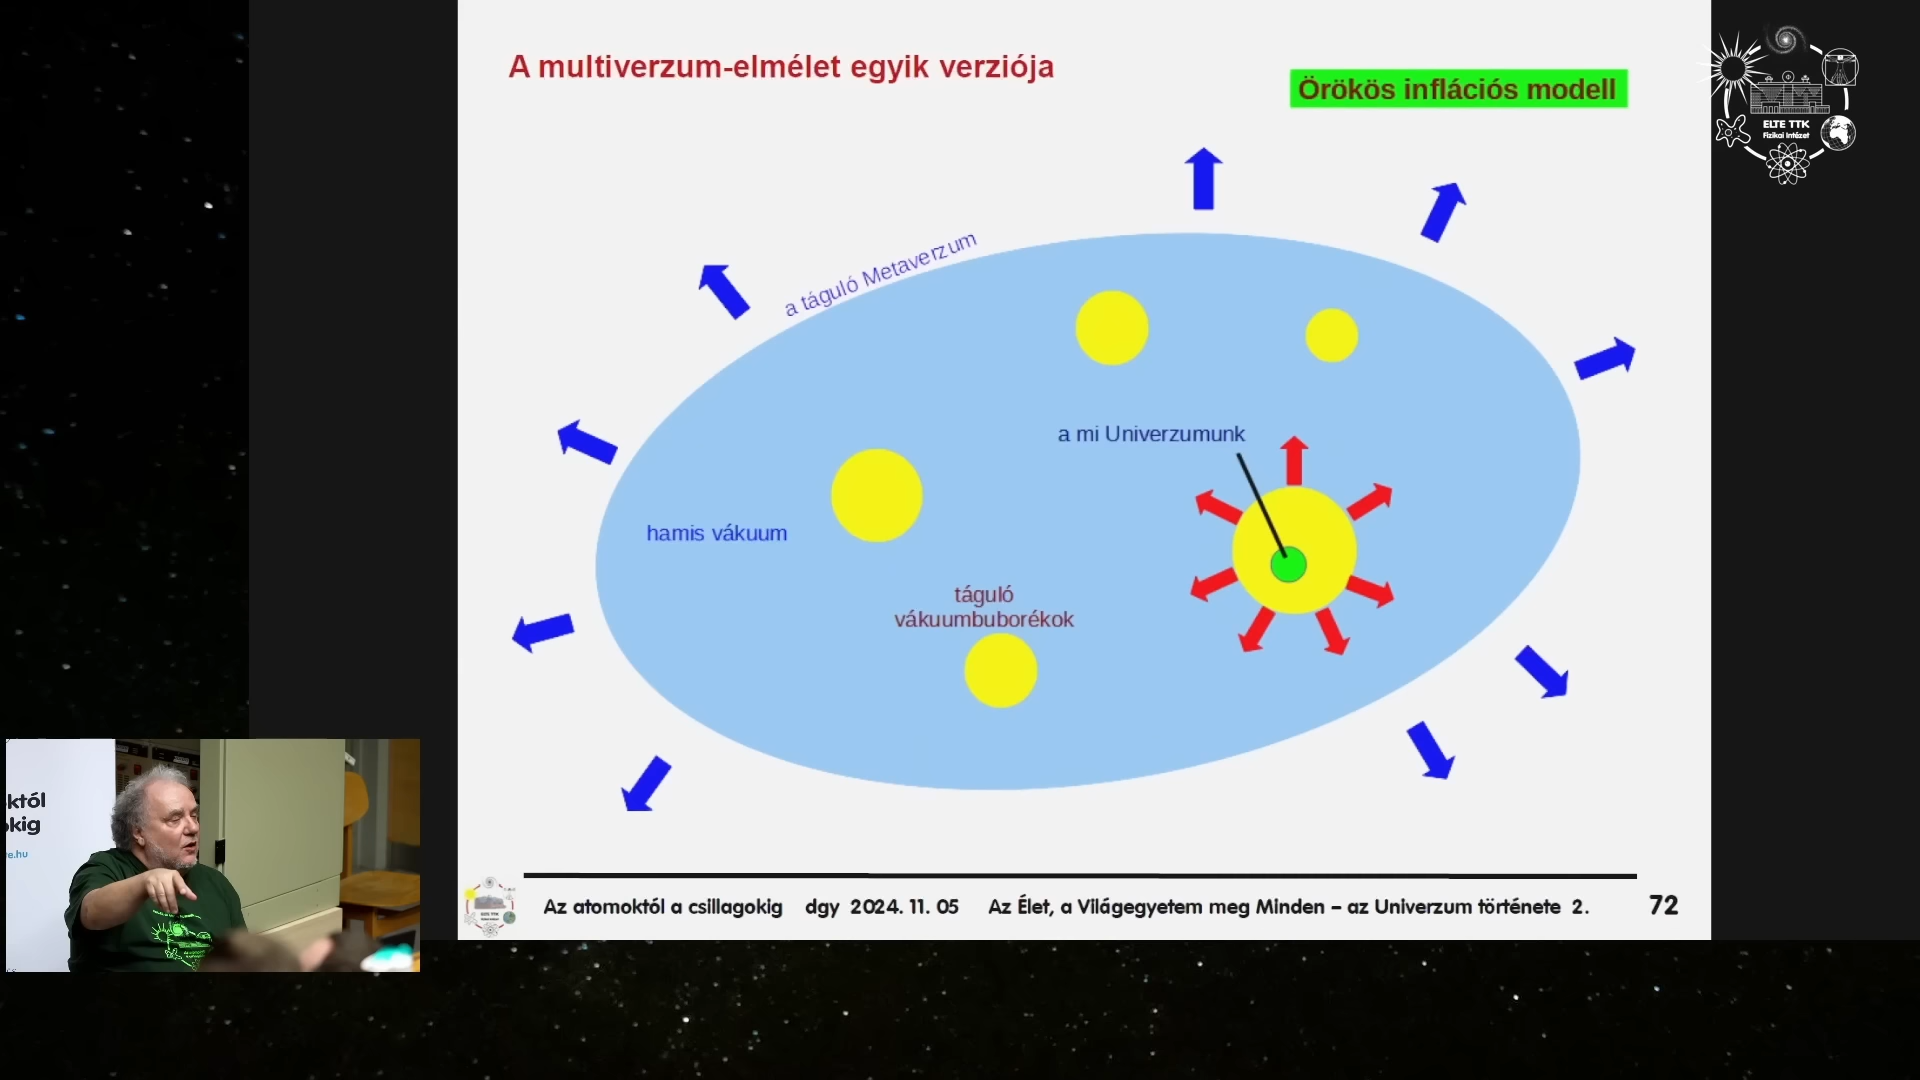 A multiverzum-elmélet egyik verziója
Örökös inflációs modell
ELTE TTK
Fizikai Intézet
a táguló Metaverzum
a mi Univerzumunk
hamis vákuum
táguló
vákuumbuborékok
któl
okig
te.hu
Az atomoktól a csillagokig dgy 2024. 11. 05 Az Élet, a Világegyetem meg Minden – az Univerzum története 2. 72